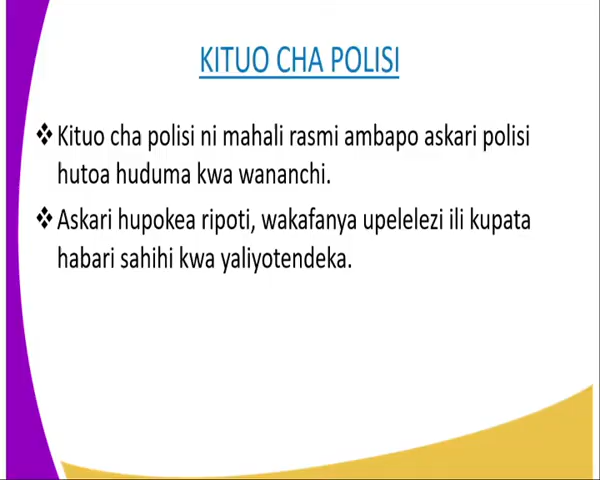 KITUO CHA POLISI
❖Kituo cha polisi ni mahali rasmi ambapo askari polisi
hutoa huduma kwa wananchi.
❖Askari hupokea ripoti, wakafanya upelelezi ili kupata
habari sahihi kwa yaliyotendeka.